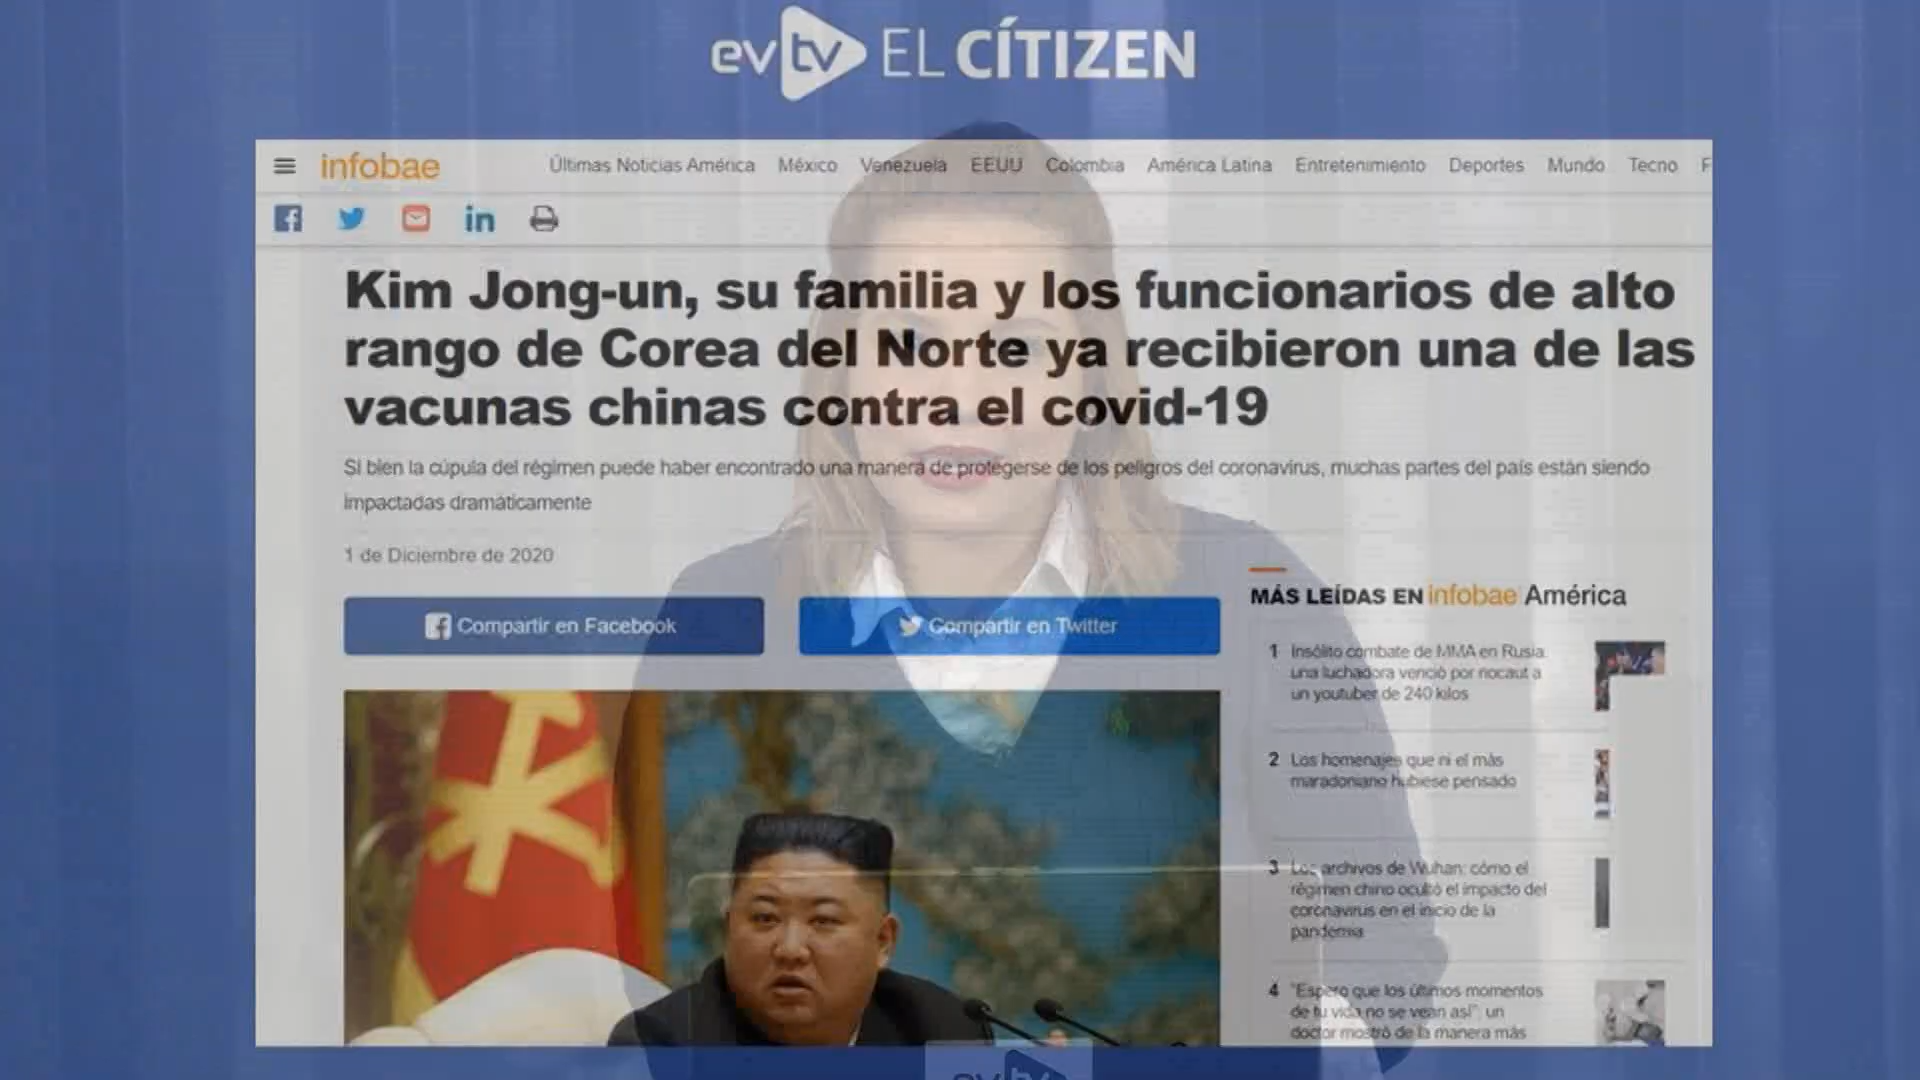 evtv EL CÍTIZEN
infobae
Últimas Noticias América México Venezuela EEUU Colombia América Latina Entretenimiento Deportes Mundo Tecno F
Kim Jong-un, su familia y los funcionarios de alto
rango de Corea del Norte ya recibieron una de las
vacunas chinas contra el covid-19
Si bien la cúpula del régimen puede haber encontrado una manera de protegerse de los peligros del coronavirus, muchas partes del país están siendo
impactadas dramáticamente
1 de Diciembre de 2020
Compartir en Facebook
Compartir en Twitter
MÁS LEÍDAS EN infobae América
1 Insólito combate de MMA en Rusia:
una luchadora venció por nocaut a
un youtuber de 240 kilos
2 Los homenajes que ni el más
maradoniano hubiese pensado
3 Los archivos de Wuhan: cómo el
régimen chino ocultó el impacto del
coronavirus en el inicio de la
pandemia
4 "Espero que los últimos momentos
de tu vida no se vean así": un
doctor mostró de la manera más
evtv